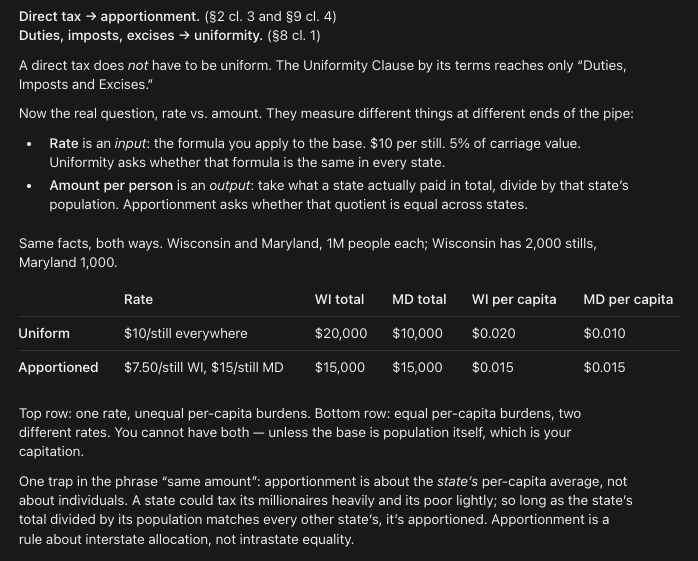 Direct tax → apportionment. (§2 cl. 3 and §9 cl. 4)
Duties, imposts, excises → uniformity. (§8 cl. 1)
A direct tax does not have to be uniform. The Uniformity Clause by its terms reaches only “Duties,
Imposts and Excises.”
Now the real question, rate vs. amount. They measure different things at different ends of the pipe:
• Rate is an input: the formula you apply to the base. $10 per still. 5% of carriage value.
Uniformity asks whether that formula is the same in every state.
• Amount per person is an output: take what a state actually paid in total, divide by that state’s
population. Apportionment asks whether that quotient is equal across states.
Same facts, both ways. Wisconsin and Maryland, 1M people each; Wisconsin has 2,000 stills,
Maryland 1,000.
Rate WI total MD total WI per capita MD per capita
Uniform $10/still everywhere $20,000 $10,000 $0.020 $0.010
Apportioned $7.50/still WI, $15/still MD $15,000 $15,000 $0.015 $0.015
Top row: one rate, unequal per-capita burdens. Bottom row: equal per-capita burdens, two
different rates. You cannot have both — unless the base is population itself, which is your
capitation.
One trap in the phrase “same amount”: apportionment is about the state’s per-capita average, not
about individuals. A state could tax its millionaires heavily and its poor lightly; so long as the state’s
total divided by its population matches every other state’s, it’s apportioned. Apportionment is a
rule about interstate allocation, not intrastate equality.